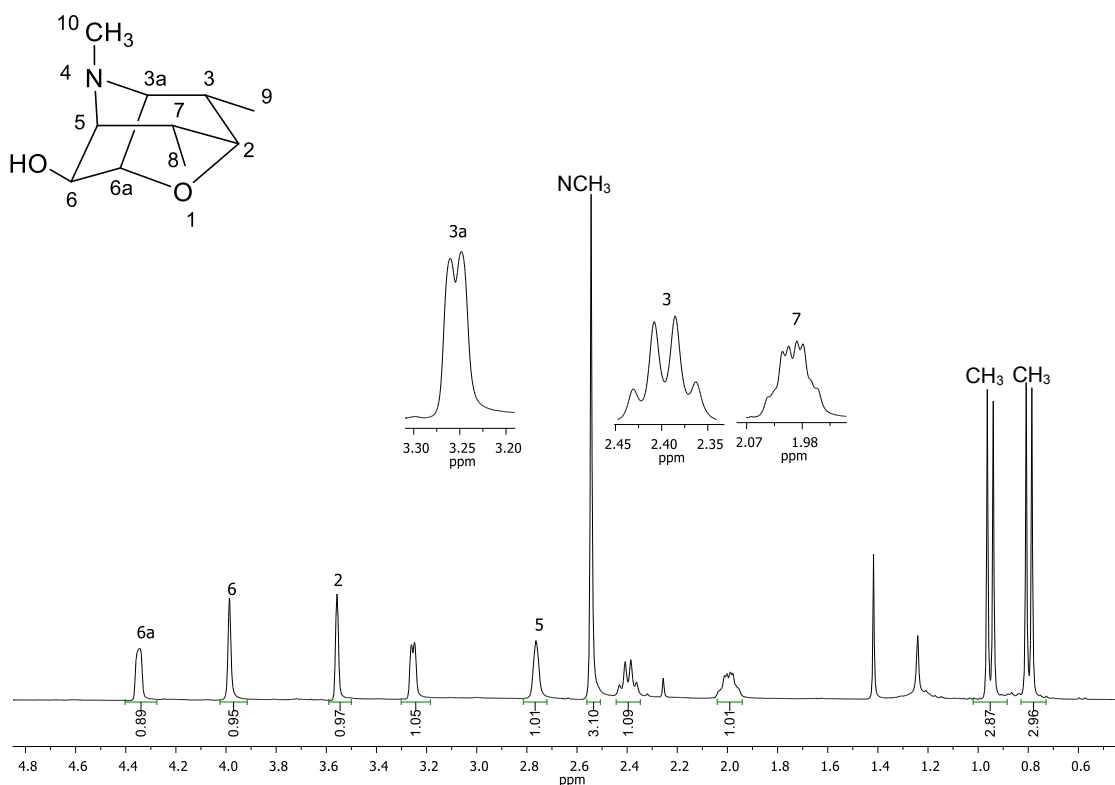 10 CH₃
4 N 3a 3
9
7
5
8 2
HO
6a
6 O
1
NCH₃
3a
3
7
3.30 3.25 3.20
ppm
2.45 2.40 2.35
ppm
2.07 1.98
ppm
CH₃ CH₃
6a 6 2 5
0.89 0.95 0.97 1.05 1.01 3.10 1.09 1.01 2.87 2.96
4.8 4.6 4.4 4.2 4.0 3.8 3.6 3.4 3.2 3.0 2.8 2.6 2.4 2.2 2.0 1.8 1.6 1.4 1.2 1.0 0.8 0.6
ppm